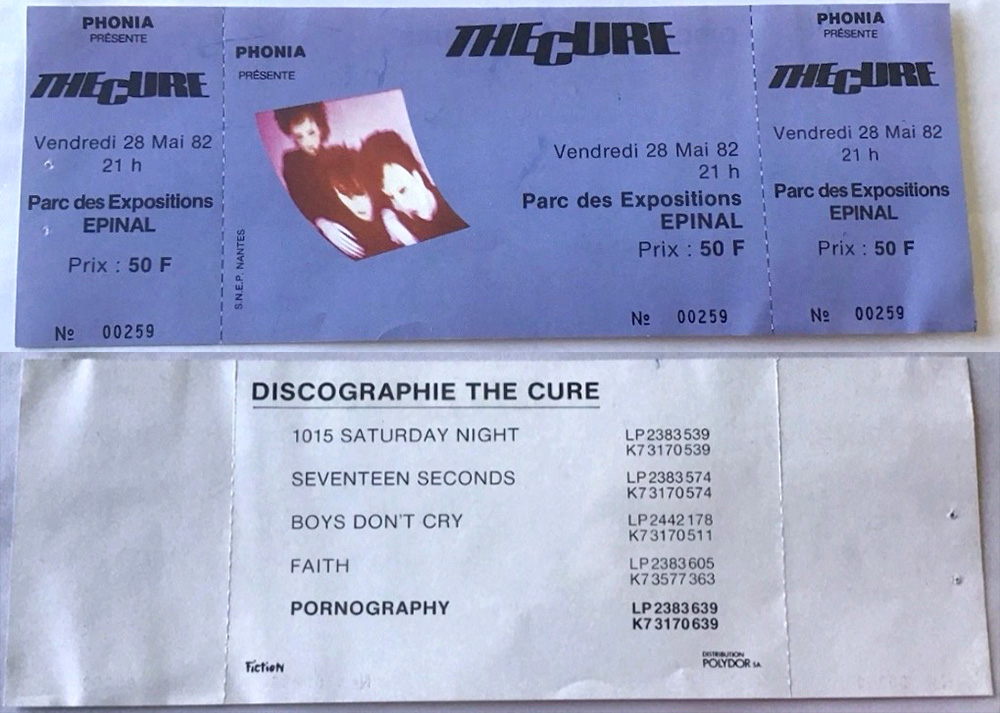 PHONIA
PRÉSENTE
THE CURE
Vendredi 28 Mai 82
21 h
Parc des Expositions
EPINAL
Prix : 50 F
№ 00259
PHONIA
PRÉSENTE
THE CURE
Vendredi 28 Mai 82
21 h
Parc des Expositions
EPINAL
Prix : 50 F
S.N.E.P. NANTES
№ 00259
PHONIA
PRÉSENTE
THE CURE
Vendredi 28 Mai 82
21 h
Parc des Expositions
EPINAL
Prix : 50 F
№ 00259
DISCOGRAPHIE THE CURE
1015 SATURDAY NIGHT LP2383539
K73170539
SEVENTEEN SECONDS LP2383574
K73170574
BOYS DON'T CRY LP2442178
K73170511
FAITH LP2383605
K73577363
PORNOGRAPHY LP2383639
K73170639
Fiction
DISTRIBUTION
POLYDOR S.A.